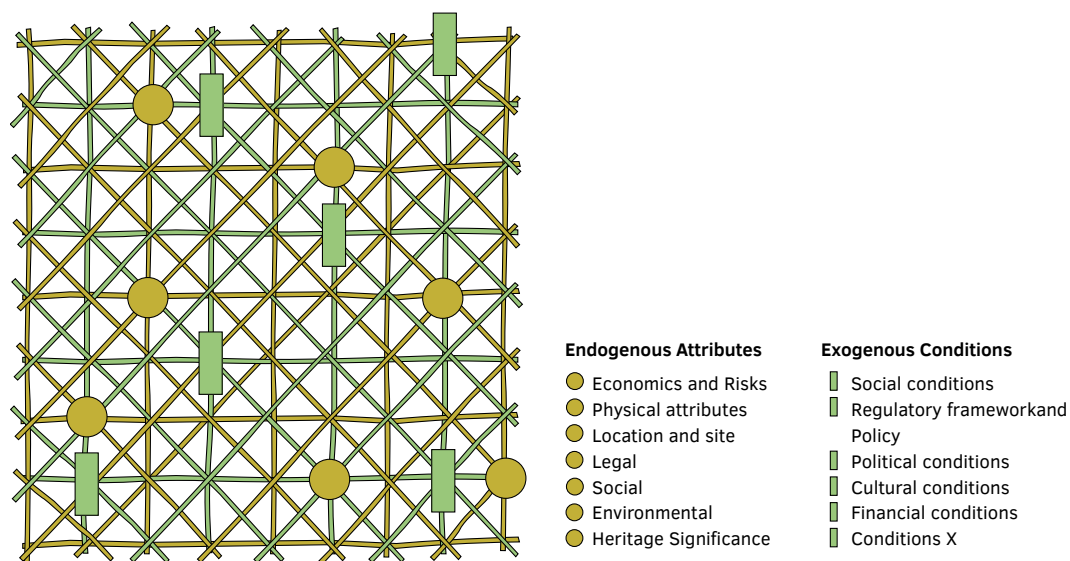 Endogenous Attributes
Economics and Risks
Physical attributes
Location and site
Legal
Social
Environmental
Heritage Significance
Exogenous Conditions
Social conditions
Regulatory frameworkand
Policy
Political conditions
Cultural conditions
Financial conditions
Conditions X